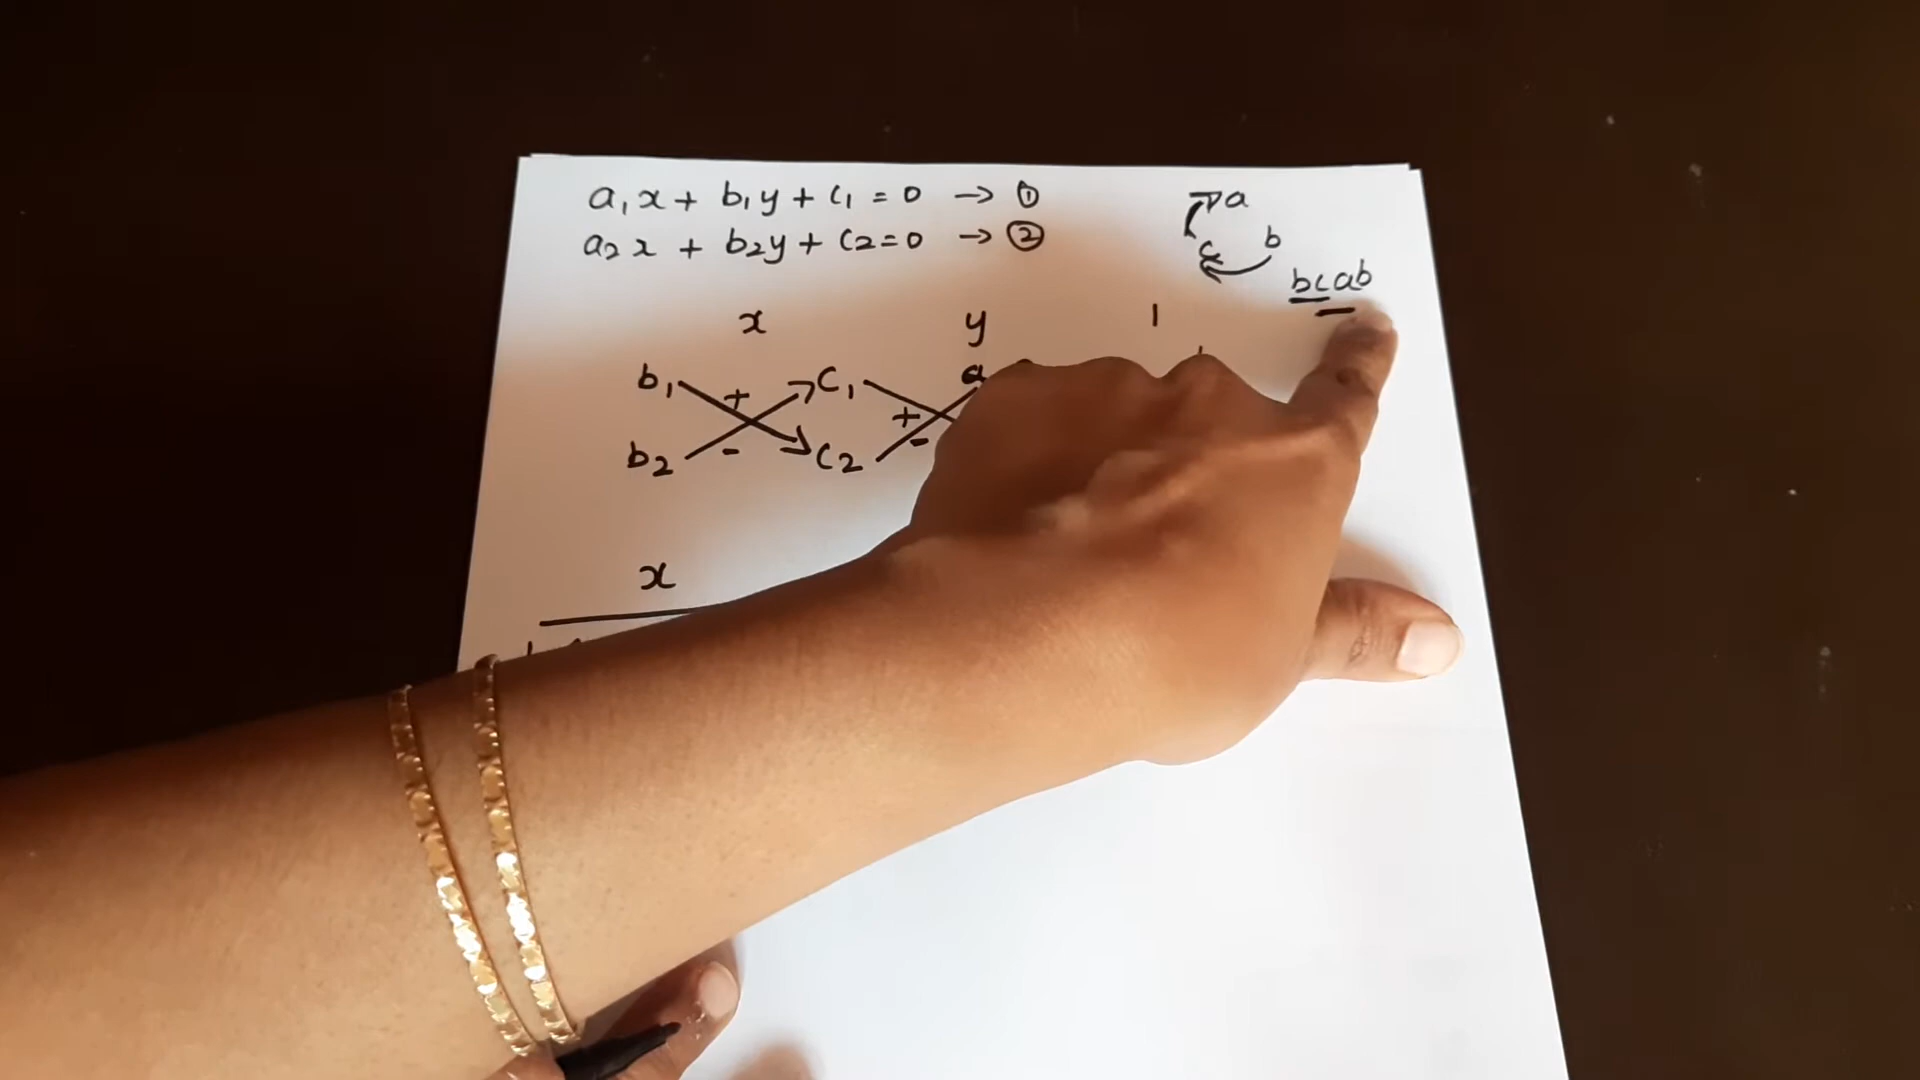 a₁x + b₁y + c₁ = 0 → ①
a₂x + b₂y + c₂ = 0 → ②
a
c b
bcab
x y 1
b₁ + c₁ + a
b₂ - c₂ -
x